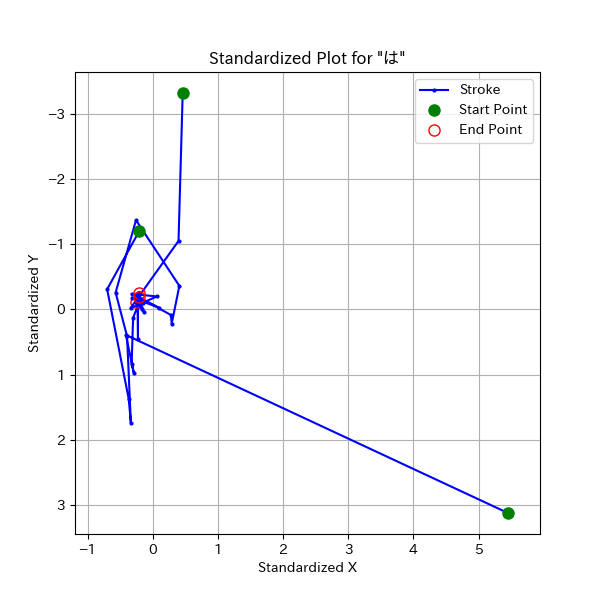 Standardized Plot for "は"
Stroke
Start Point
End Point
Standardized Y
−3
−2
−1
0
1
2
3
−1
0
1
2
3
4
5
Standardized X